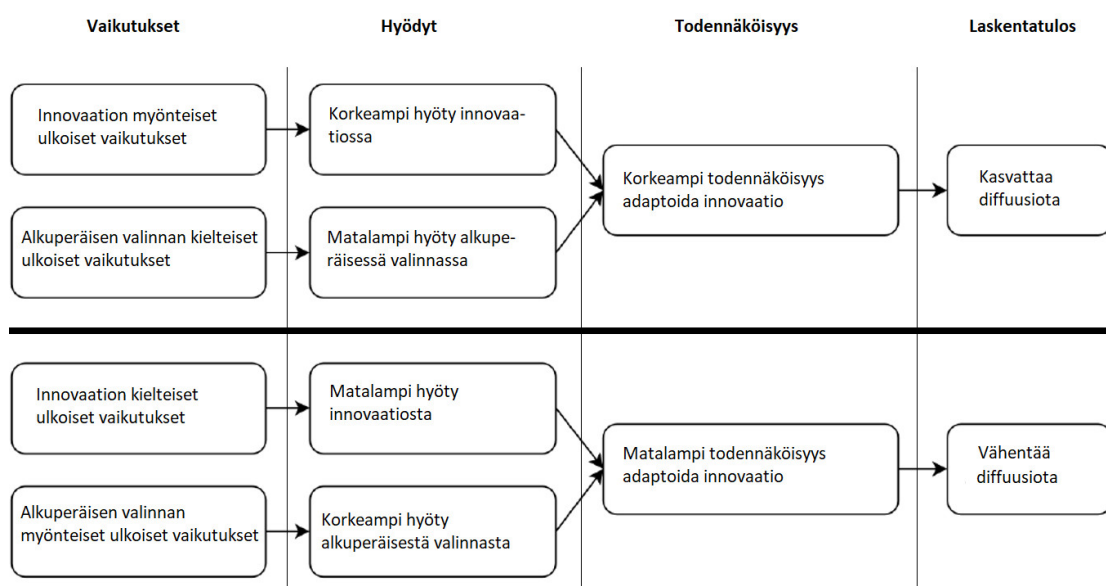 Vaikutukset
Hyödyt
Todennäköisyys
Laskentatulos
Innovaation myönteiset
ulkoiset vaikutukset
Korkeampi hyöty innovaa-
tiossa
Alkuperäisen valinnan kielteiset
ulkoiset vaikutukset
Matalampi hyöty alkupe-
räisessä valinnassa
Korkeampi todennäköisyys
adaptoida innovaatio
Kasvattaa
diffuusiota
Innovaation kielteiset
ulkoiset vaikutukset
Matalampi hyöty
innovaatiosta
Alkuperäisen valinnan
myönteiset ulkoiset vaikutukset
Korkeampi hyöty
alkuperäisestä valinnasta
Matalampi todennäköisyys
adaptoida innovaatio
Vähentää
diffuusiota